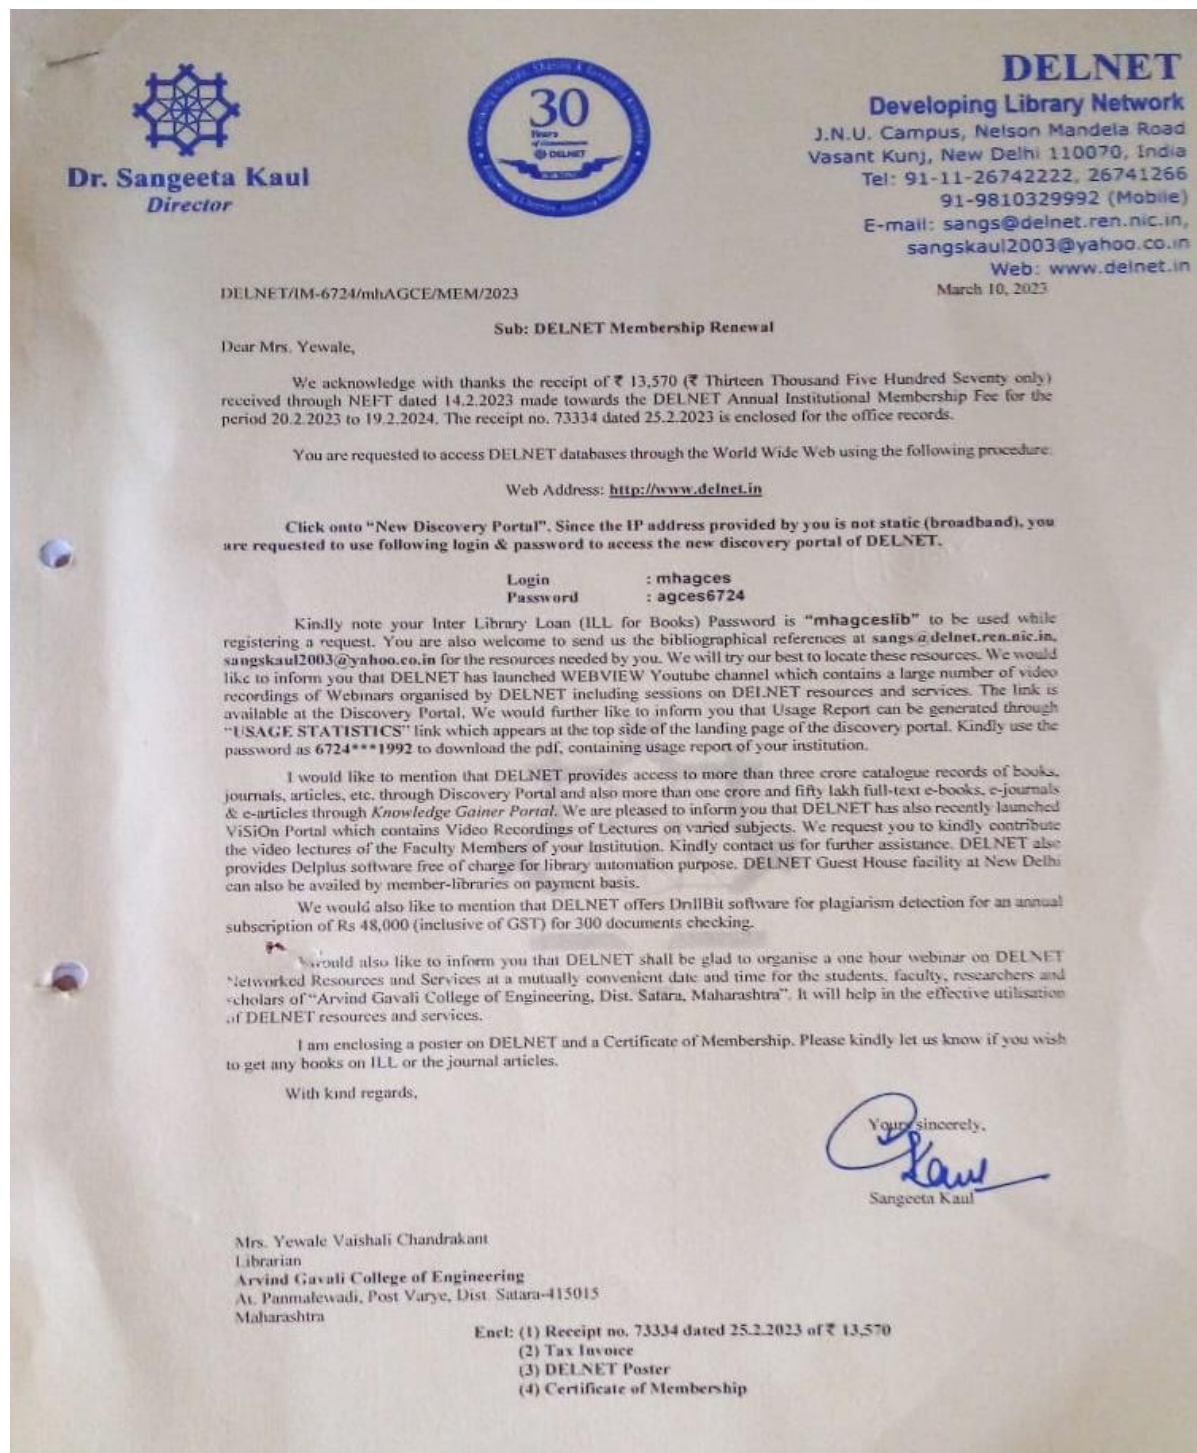 Dr. Sangeeta Kaul
Director
30
Years
of Commitment
DELNET
DELNET
Developing Library Network
J.N.U. Campus, Nelson Mandela Road
Vasant Kunj, New Delhi 110070, India
Tel: 91-11-26742222, 26741266
91-9810329992 (Mobile)
E-mail: sangs@delnet.ren.nic.in,
sangskaul2003@yahoo.co.in
Web: www.delnet.in
DELNET/IM-6724/mhAGCE/MEM/2023
March 10, 2023
Sub: DELNET Membership Renewal
Dear Mrs. Yewale,
We acknowledge with thanks the receipt of ₹ 13,570 (₹ Thirteen Thousand Five Hundred Seventy only)
received through NEFT dated 14.2.2023 made towards the DELNET Annual Institutional Membership Fee for the
period 20.2.2023 to 19.2.2024. The receipt no. 73334 dated 25.2.2023 is enclosed for the office records.
You are requested to access DELNET databases through the World Wide Web using the following procedure:
Web Address: http://www.delnet.in
Click onto “New Discovery Portal”. Since the IP address provided by you is not static (broadband), you
are requested to use following login & password to access the new discovery portal of DELNET.
Login : mhagces
Password : agces6724
Kindly note your Inter Library Loan (ILL for Books) Password is “mhagceslib” to be used while
registering a request. You are also welcome to send us the bibliographical references at sangs@delnet.ren.nic.in,
sangskaul2003@yahoo.co.in for the resources needed by you. We will try our best to locate these resources. We would
like to inform you that DELNET has launched WEBVIEW Youtube channel which contains a large number of video
recordings of Webinars organised by DELNET including sessions on DELNET resources and services. The link is
available at the Discovery Portal. We would further like to inform you that Usage Report can be generated through
“USAGE STATISTICS” link which appears at the top side of the landing page of the discovery portal. Kindly use the
password as 6724***1992 to download the pdf, containing usage report of your institution.
I would like to mention that DELNET provides access to more than three crore catalogue records of books,
journals, articles, etc. through Discovery Portal and also more than one crore and fifty lakh full-text e-books, e-journals
& e-articles through Knowledge Gainer Portal. We are pleased to inform you that DELNET has also recently launched
ViSiOn Portal which contains Video Recordings of Lectures on varied subjects. We request you to kindly contribute
the video lectures of the Faculty Members of your Institution. Kindly contact us for further assistance. DELNET also
provides Delplus software free of charge for library automation purpose. DELNET Guest House facility at New Delhi
can also be availed by member-libraries on payment basis.
We would also like to mention that DELNET offers DrillBit software for plagiarism detection for an annual
subscription of Rs 48,000 (inclusive of GST) for 300 documents checking.
would also like to inform you that DELNET shall be glad to organise a one hour webinar on DELNET
Networked Resources and Services at a mutually convenient date and time for the students, faculty, researchers and
scholars of “Arvind Gavali College of Engineering, Dist. Satara, Maharashtra”. It will help in the effective utilisation
of DELNET resources and services.
I am enclosing a poster on DELNET and a Certificate of Membership. Please kindly let us know if you wish
to get any books on ILL or the journal articles.
With kind regards,
Yours sincerely,
Kaul
Sangeeta Kaul
Mrs. Yewale Vaishali Chandrakant
Librarian
Arvind Gavali College of Engineering
At. Panmalewadi, Post Varye, Dist. Satara-415015
Maharashtra
Encl: (1) Receipt no. 73334 dated 25.2.2023 of ₹ 13,570
(2) Tax Invoice
(3) DELNET Poster
(4) Certificate of Membership